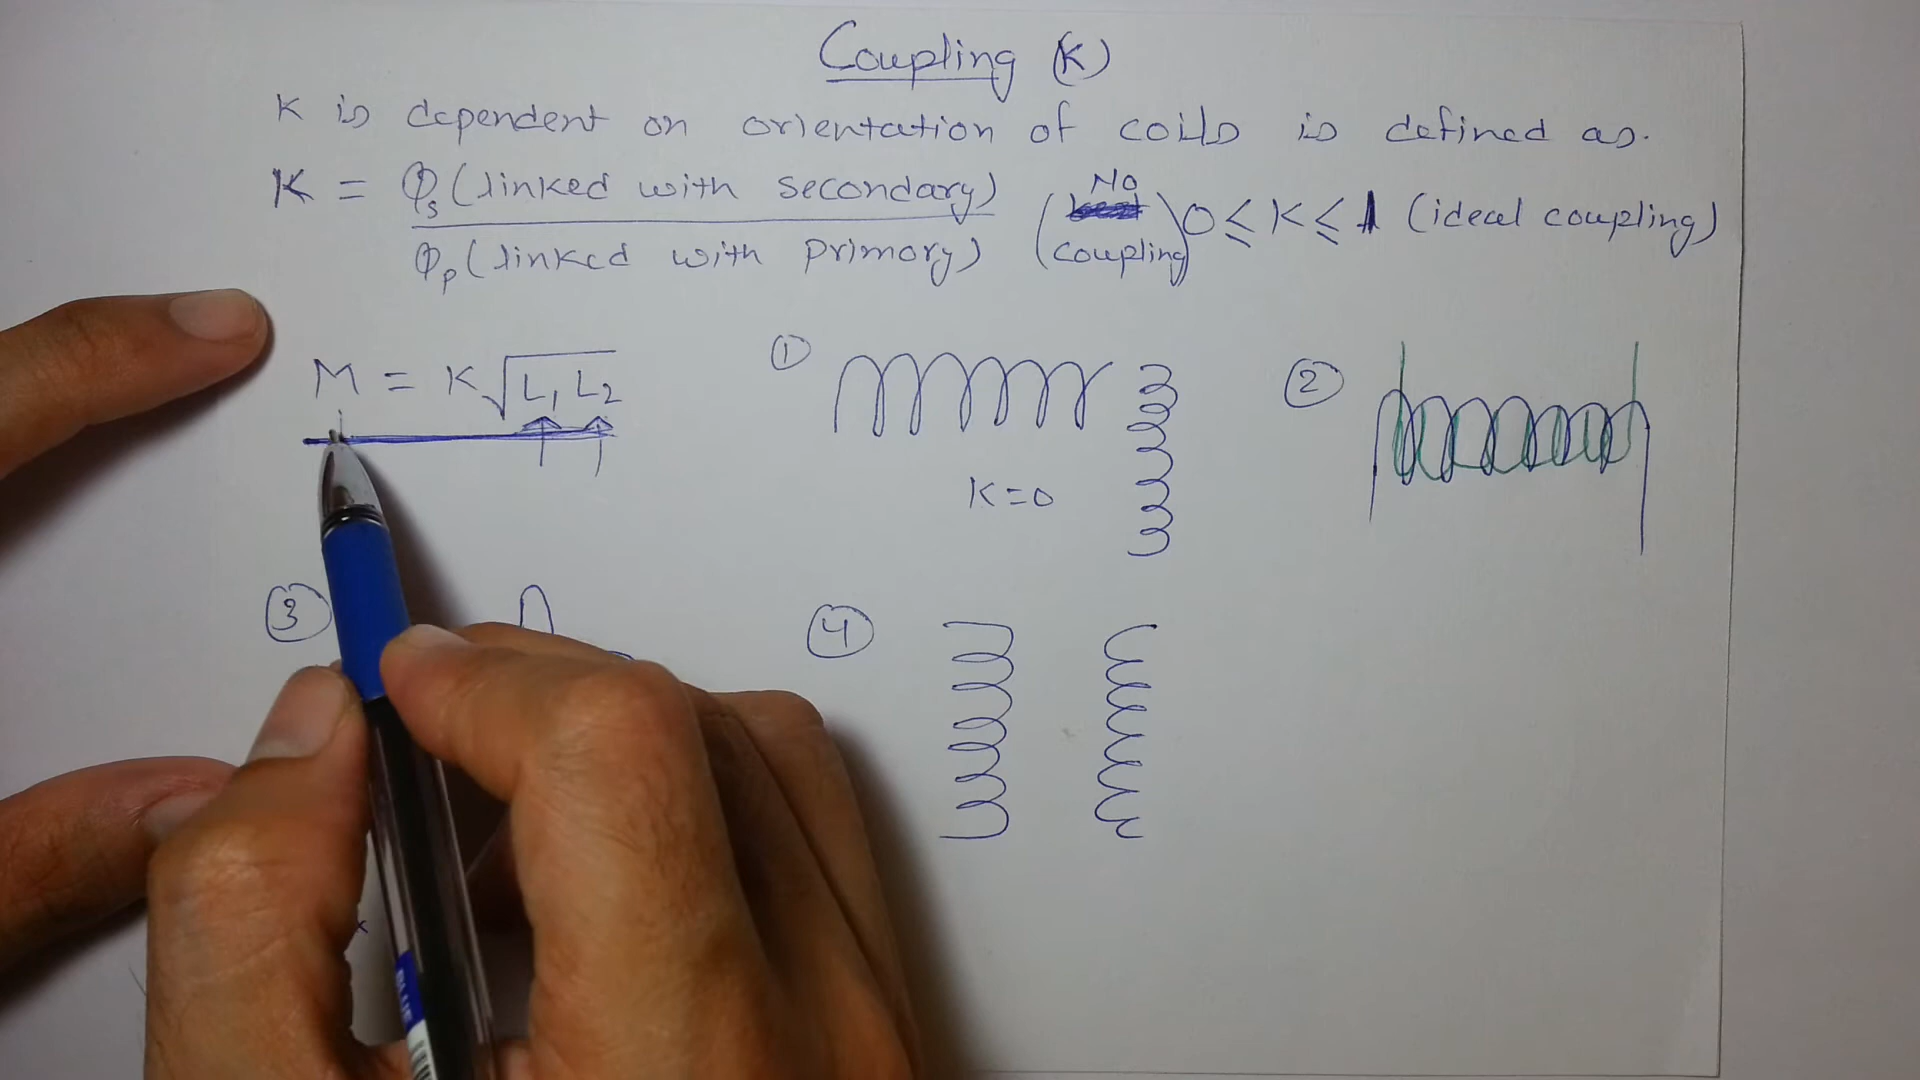 Coupling (K)
K is dependent on orientation of coils is defined as.
K = Φs (linked with secondary) / Φp (linked with primary) (No coupling) 0 ≤ K ≤ 1 (ideal coupling)
M = K√L1 L2
①
②
K=0
③
④
BLUE